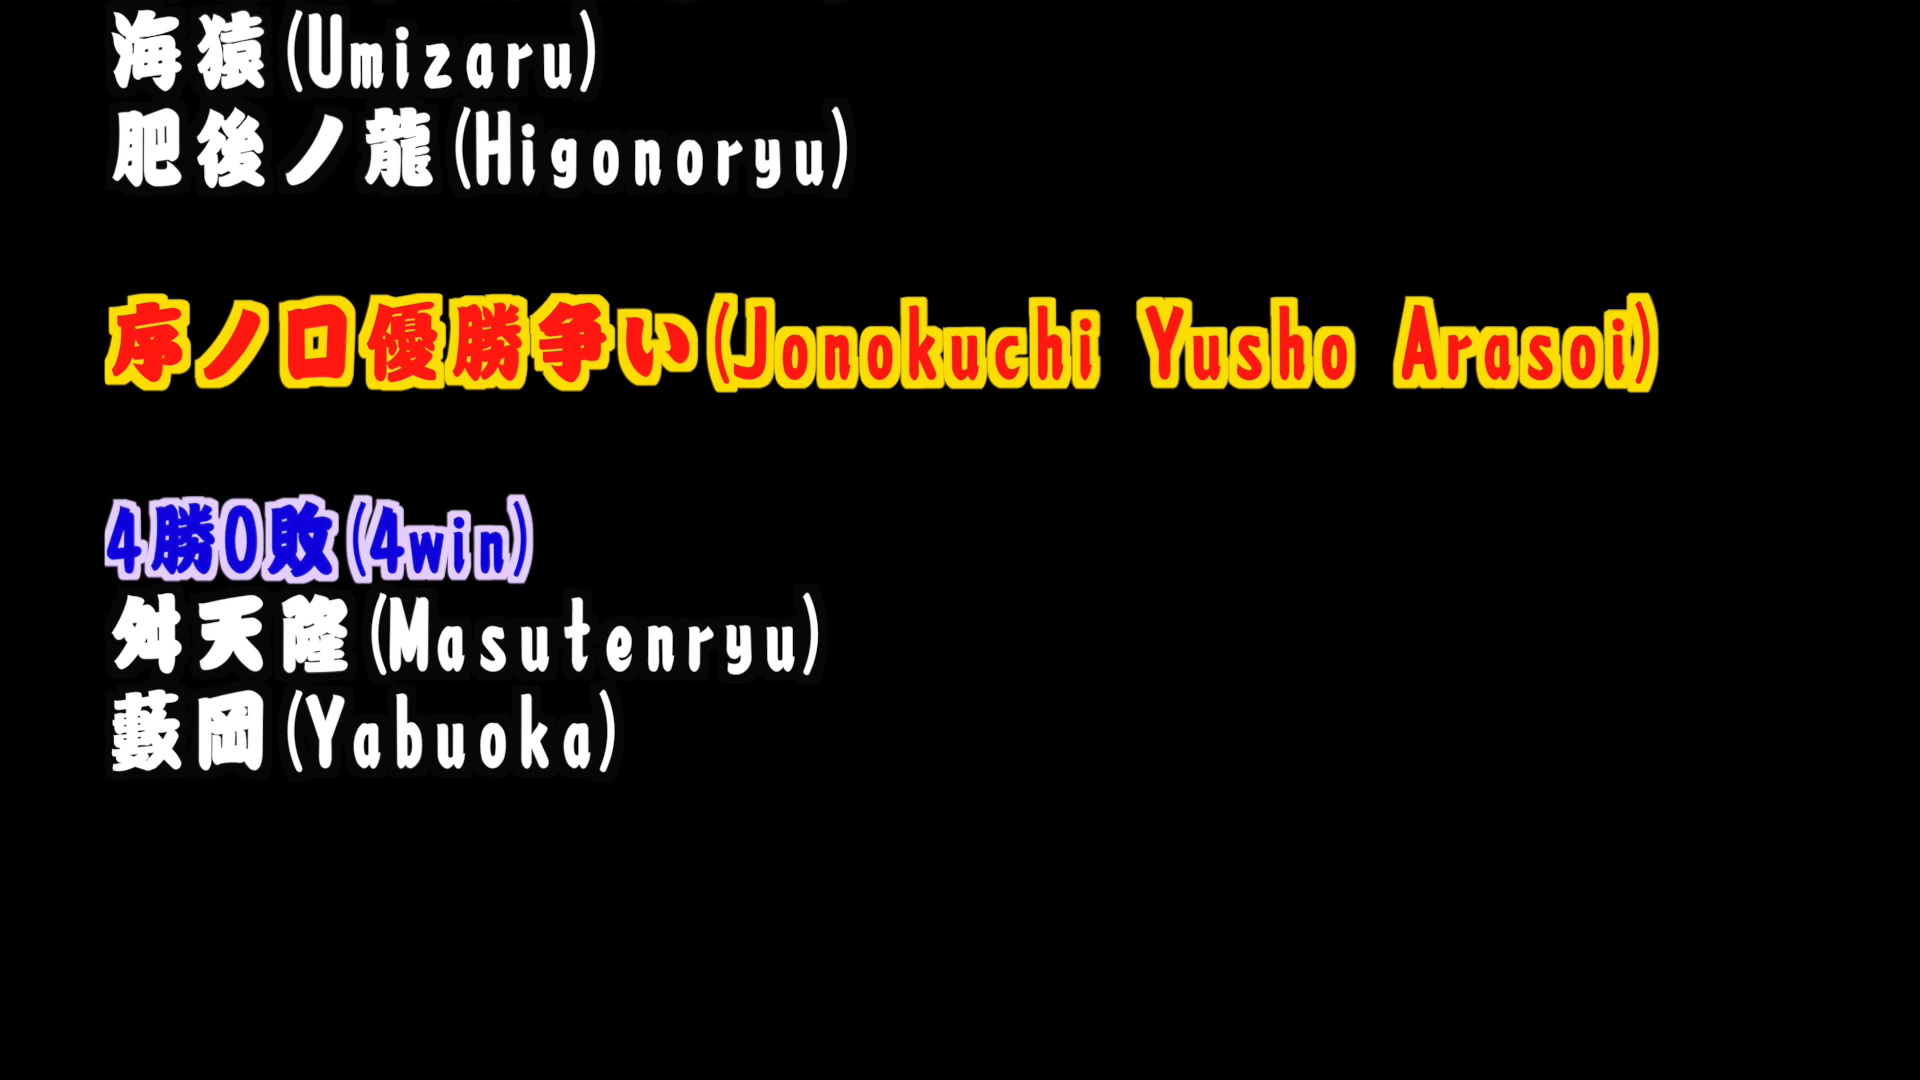 海猿(Umizaru)
肥後ノ龍(Higonoryu)
序ノ口優勝争い(Jonokuchi Yusho Arasoi)
4勝0敗(4win)
舛天隆(Masutenryu)
藪岡(Yabuoka)